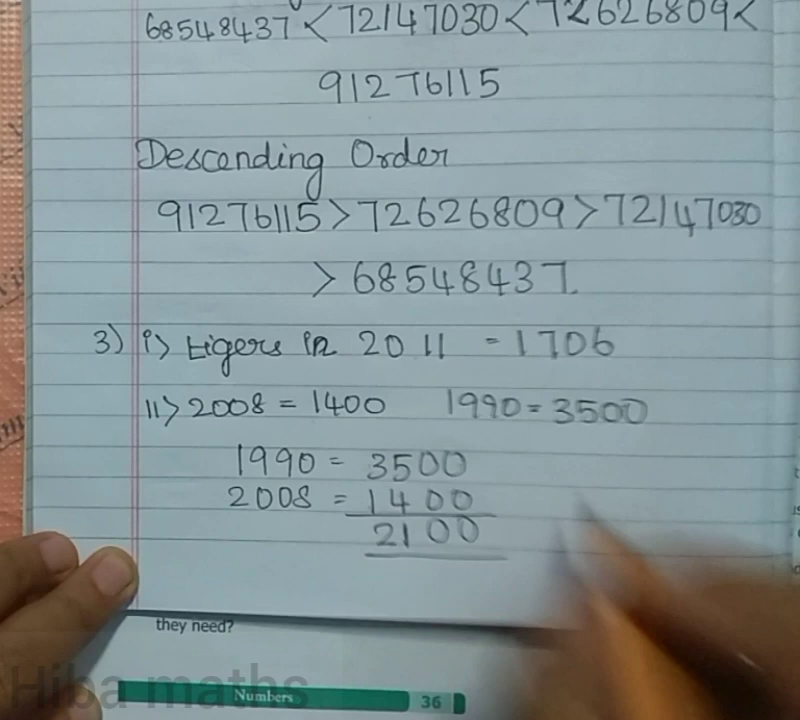 68548437 < 72147030 < 72626809 <
91276115
Descending Order
91276115 > 72626809 > 72147030
> 68548437.
3) i> tigers in 2011 = 1706
ii> 2008 = 1400 1990 = 3500
1990 = 3500
2008 = 1400
2100
they need?
Hiba maths
Numbers 36